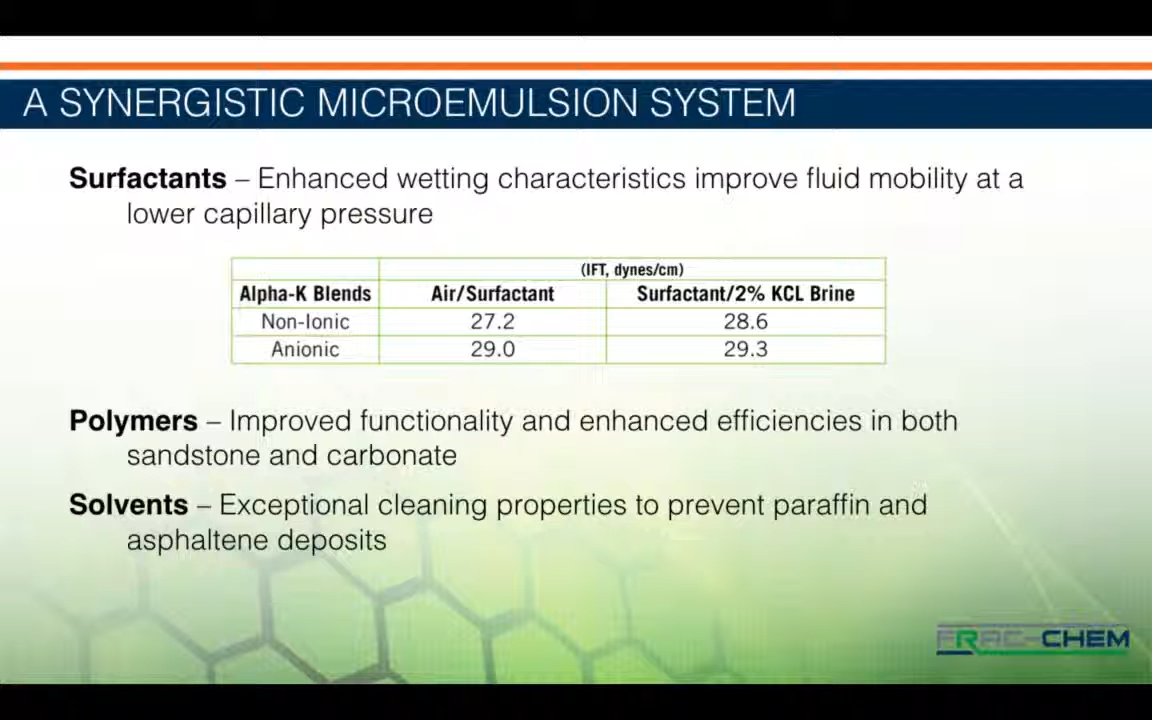 A SYNERGISTIC MICROEMULSION SYSTEM
Surfactants – Enhanced wetting characteristics improve fluid mobility at a
lower capillary pressure
(IFT, dynes/cm)
Alpha-K Blends Air/Surfactant Surfactant/2% KCL Brine
Non-Ionic 27.2 28.6
Anionic 29.0 29.3
Polymers – Improved functionality and enhanced efficiencies in both
sandstone and carbonate
Solvents – Exceptional cleaning properties to prevent paraffin and
asphaltene deposits
FRAC-CHEM